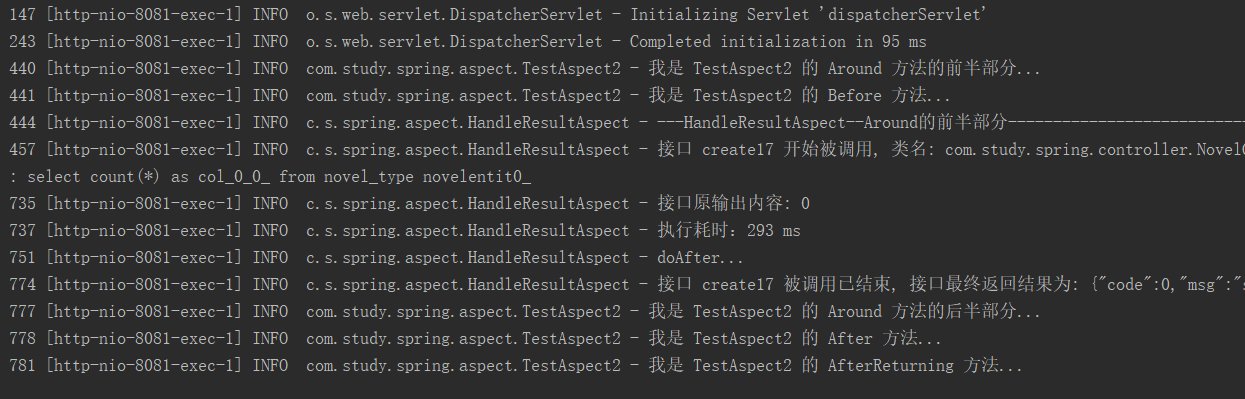 147 [http-nio-8081-exec-1] INFO  o.s.web.servlet.DispatcherServlet - Initializing Servlet 'dispatcherServlet'
243 [http-nio-8081-exec-1] INFO  o.s.web.servlet.DispatcherServlet - Completed initialization in 95 ms
440 [http-nio-8081-exec-1] INFO  com.study.spring.aspect.TestAspect2 - 我是 TestAspect2 的 Around 方法的前半部分...
441 [http-nio-8081-exec-1] INFO  com.study.spring.aspect.TestAspect2 - 我是 TestAspect2 的 Before 方法...
444 [http-nio-8081-exec-1] INFO  c.s.spring.aspect.HandleResultAspect - ---HandleResultAspect--Around的前半部分---------------------------
457 [http-nio-8081-exec-1] INFO  c.s.spring.aspect.HandleResultAspect - 接口 create17 开始被调用, 类名: com.study.spring.controller.Novel
: select count(*) as col_0_0_ from novel_type novelentit0_
735 [http-nio-8081-exec-1] INFO  c.s.spring.aspect.HandleResultAspect - 接口原输出内容: 0
737 [http-nio-8081-exec-1] INFO  c.s.spring.aspect.HandleResultAspect - 执行耗时：293 ms
751 [http-nio-8081-exec-1] INFO  c.s.spring.aspect.HandleResultAspect - doAfter...
774 [http-nio-8081-exec-1] INFO  c.s.spring.aspect.HandleResultAspect - 接口 create17 被调用已结束, 接口最终返回结果为: {"code":0,"msg":"s
777 [http-nio-8081-exec-1] INFO  com.study.spring.aspect.TestAspect2 - 我是 TestAspect2 的 Around 方法的后半部分...
778 [http-nio-8081-exec-1] INFO  com.study.spring.aspect.TestAspect2 - 我是 TestAspect2 的 After 方法...
781 [http-nio-8081-exec-1] INFO  com.study.spring.aspect.TestAspect2 - 我是 TestAspect2 的 AfterReturning 方法...